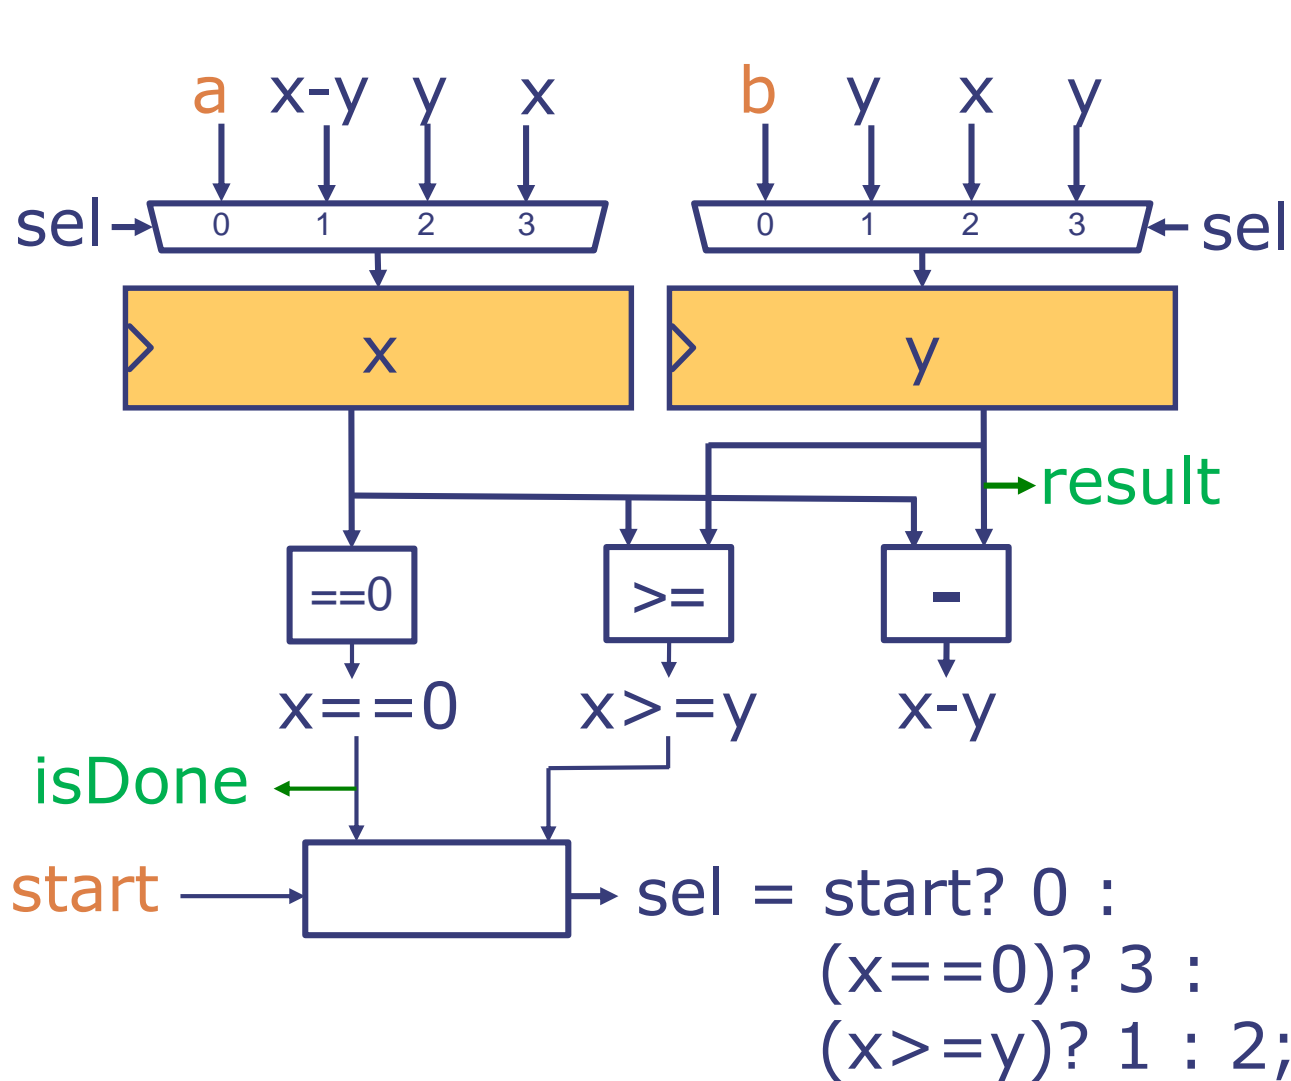 a x-y y x b y x y
sel 0 1 2 3 0 1 2 3 sel
x y
result
==0 >= -
x==0 x>=y x-y
isDone
start sel = start? 0 :
(x==0)? 3 :
(x>=y)? 1 : 2;